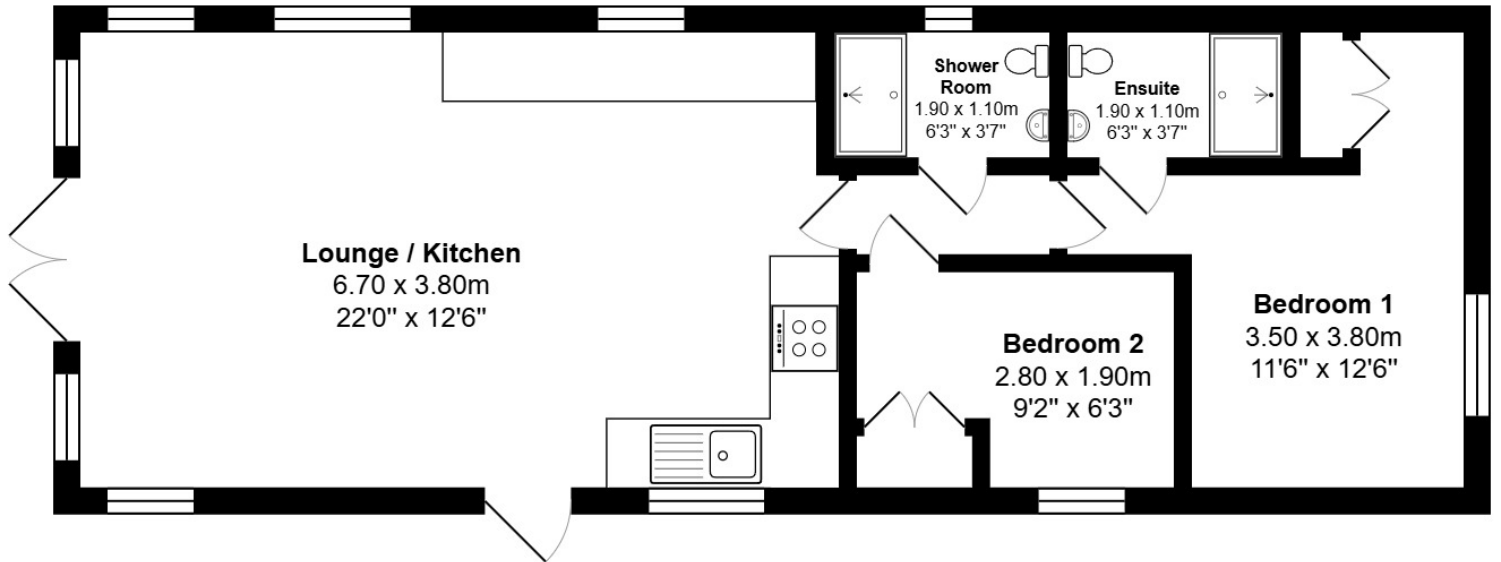 Shower
Room
1.90 x 1.10m
6'3" x 3'7"
Ensuite
1.90 x 1.10m
6'3" x 3'7"
Lounge / Kitchen
6.70 x 3.80m
22'0" x 12'6"
Bedroom 2
2.80 x 1.90m
9'2" x 6'3"
Bedroom 1
3.50 x 3.80m
11'6" x 12'6"